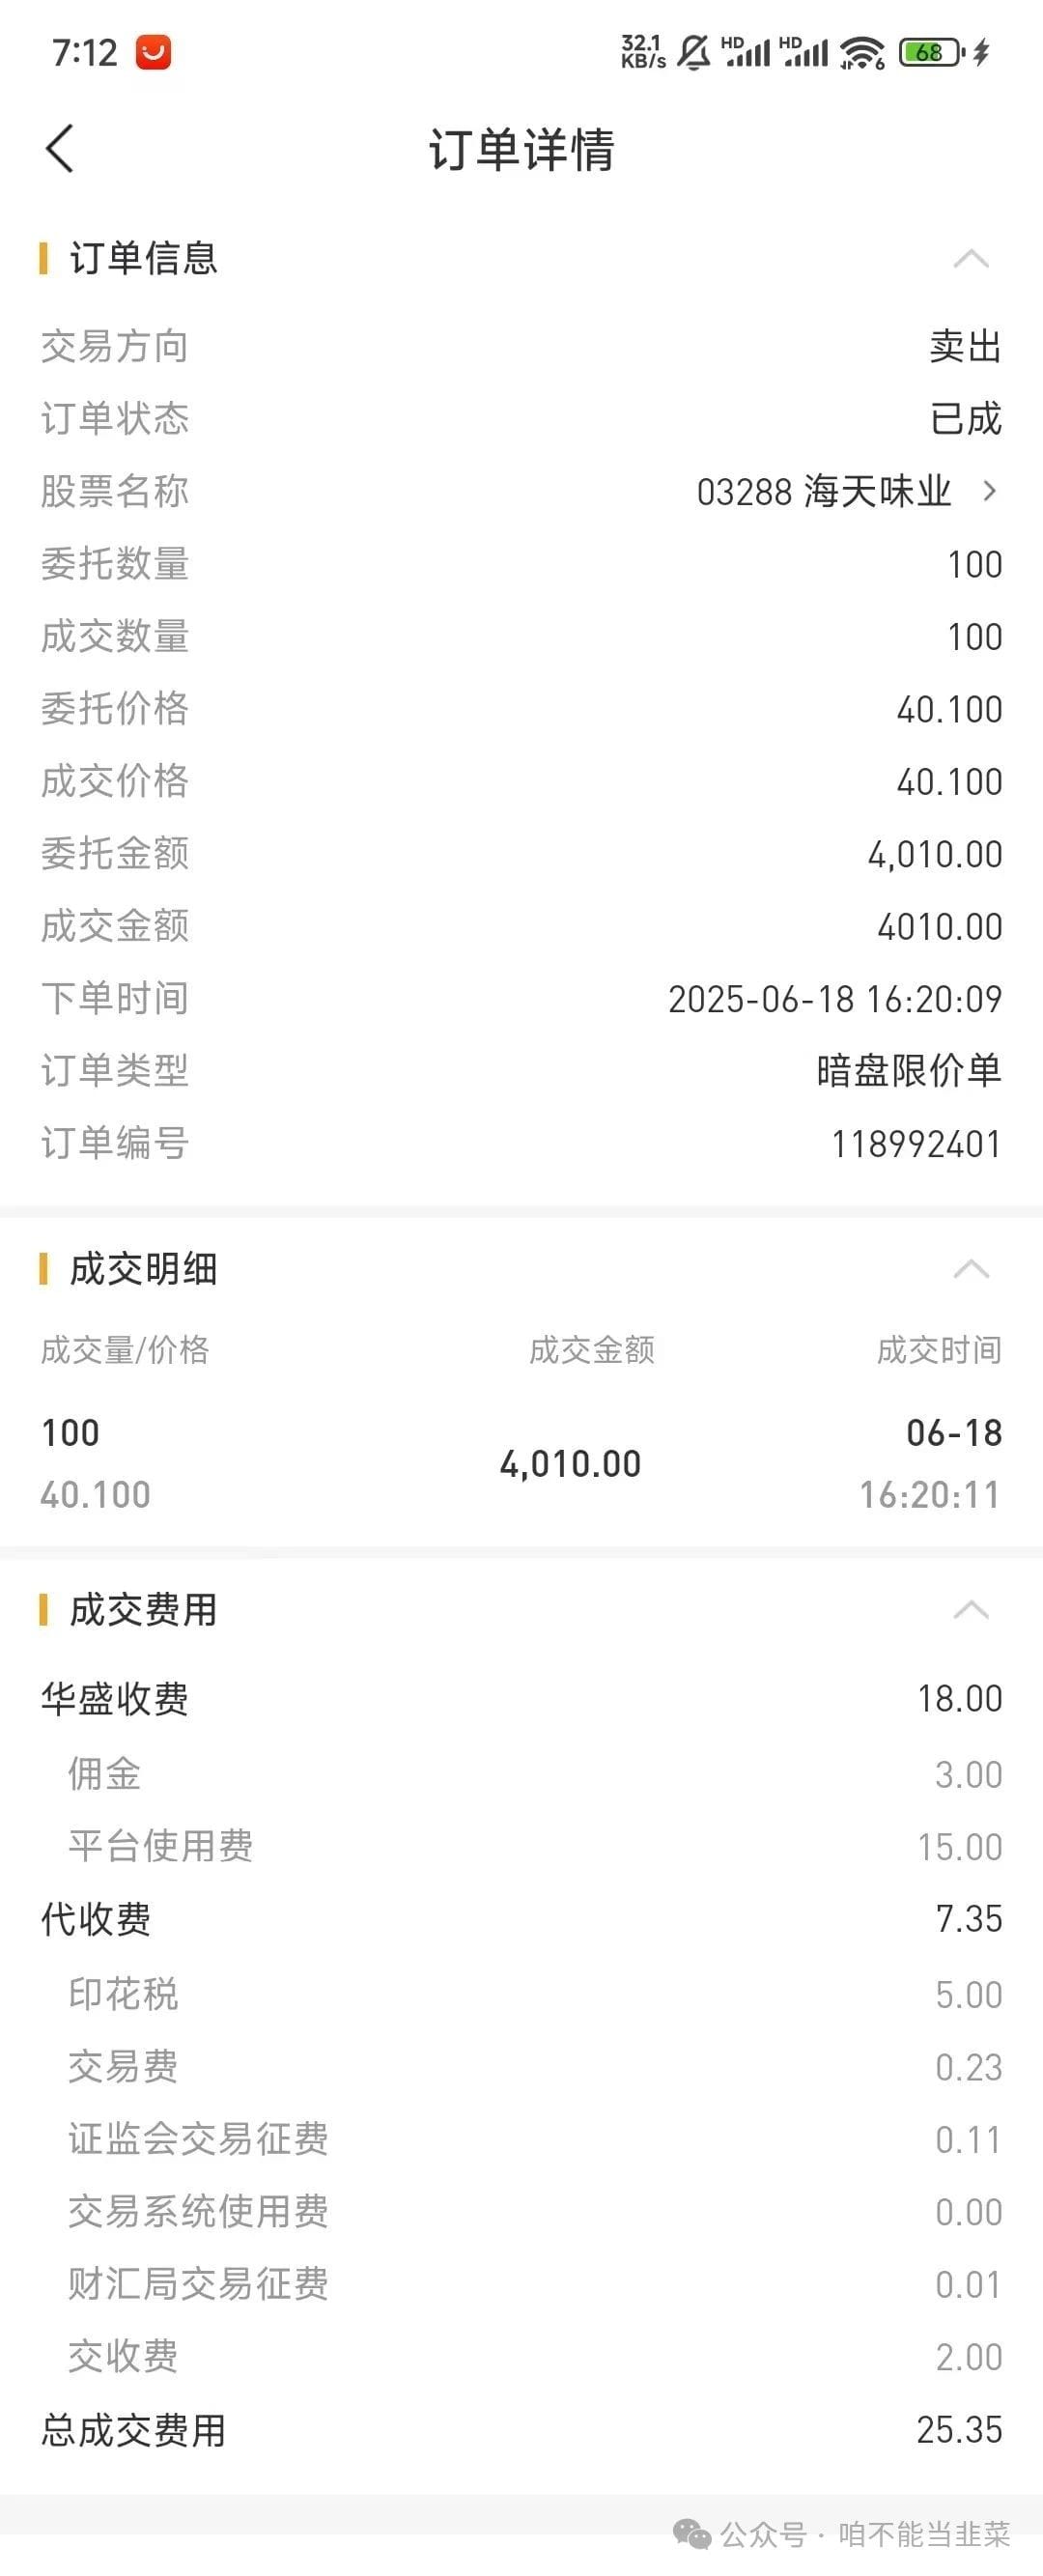 7:12 32.1 KB/s HD HD 6 68
订单详情
订单信息
交易方向 卖出
订单状态 已成
股票名称 03288 海天味业
委托数量 100
成交数量 100
委托价格 40.100
成交价格 40.100
委托金额 4,010.00
成交金额 4010.00
下单时间 2025-06-18 16:20:09
订单类型 暗盘限价单
订单编号 118992401
成交明细
成交量/价格 成交金额 成交时间
100 4,010.00 06-18
40.100 16:20:11
成交费用
华盛收费 18.00
佣金 3.00
平台使用费 15.00
代收费 7.35
印花税 5.00
交易费 0.23
证监会交易征费 0.11
交易系统使用费 0.00
财汇局交易征费 0.01
交收费 2.00
总成交费用 25.35
公众号 · 咱不能当韭菜